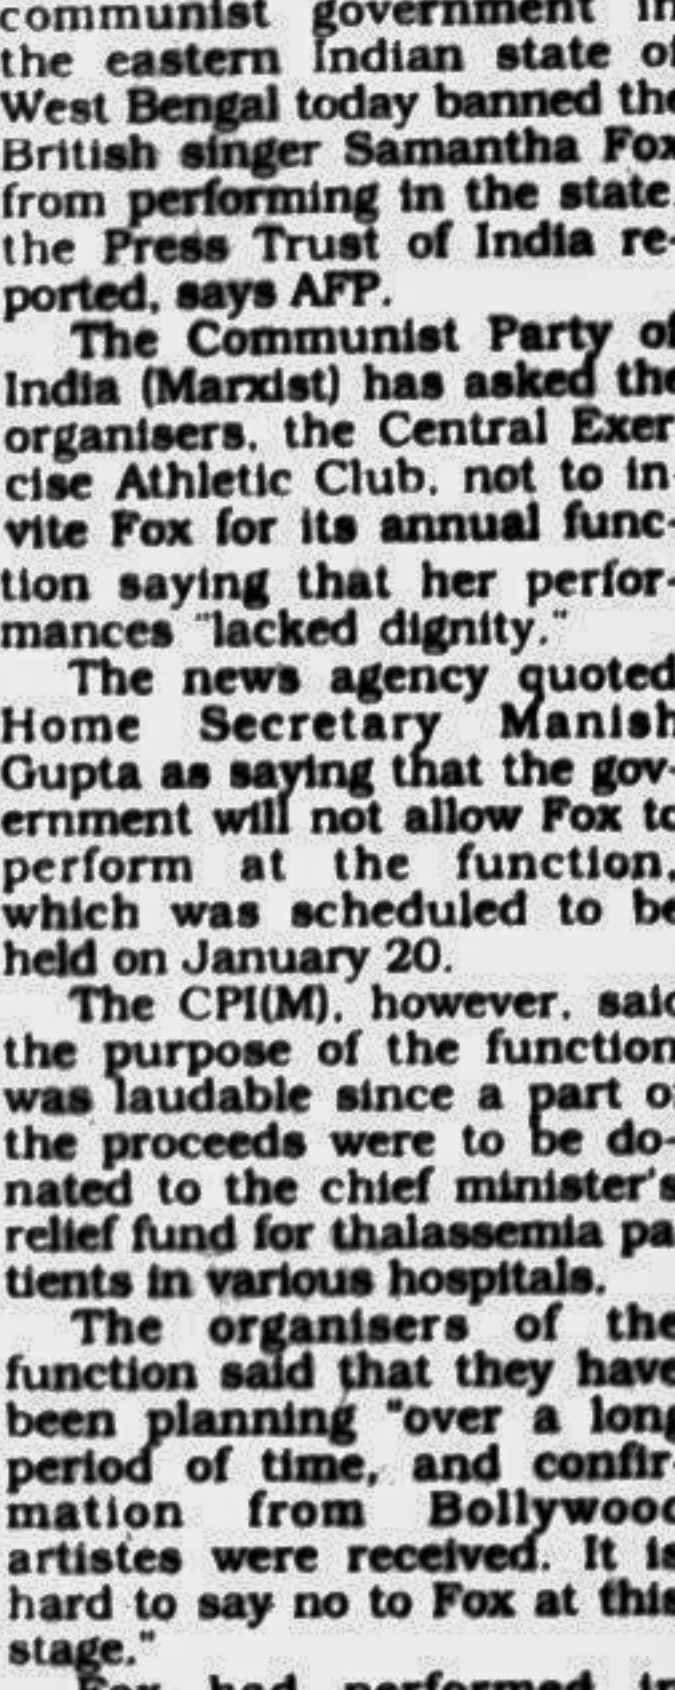 communist government in
the eastern Indian state of
West Bengal today banned the
British singer Samantha Fox
from performing in the state,
the Press Trust of India re-
ported, says AFP.
The Communist Party of
India (Marxist) has asked the
organisers, the Central Exer-
cise Athletic Club, not to in-
vite Fox for its annual func-
tion saying that her perfor-
mances "lacked dignity."
The news agency quoted
Home Secretary Manish
Gupta as saying that the gov-
ernment will not allow Fox to
perform at the function,
which was scheduled to be
held on January 20.
The CPI(M), however, said
the purpose of the function
was laudable since a part of
the proceeds were to be do-
nated to the chief minister's
relief fund for thalassemia pa-
tients in various hospitals.
The organisers of the
function said that they have
been planning "over a long
period of time, and confir-
mation from Bollywood
artistes were received. It is
hard to say no to Fox at this
stage."
Fox had performed in